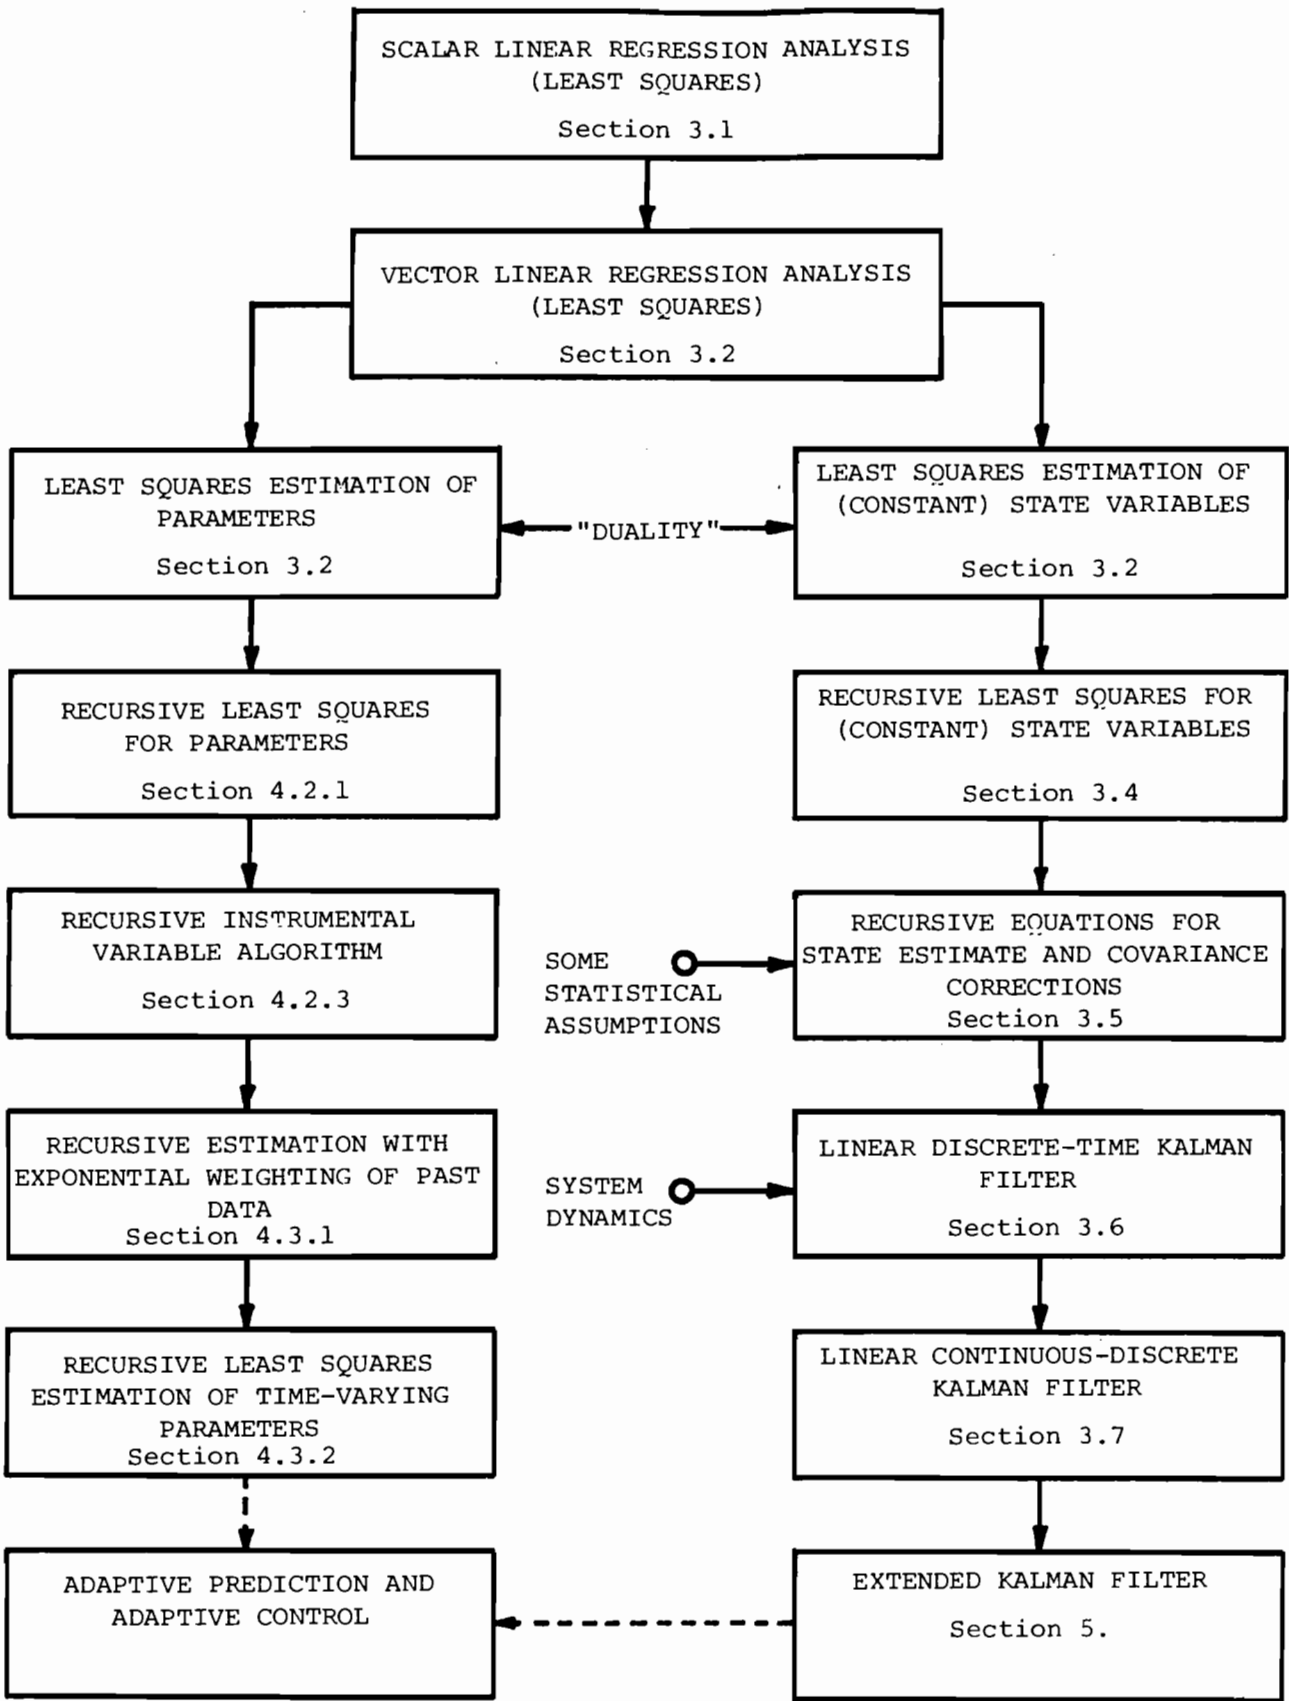 SCALAR LINEAR REGRESSION ANALYSIS
(LEAST SQUARES)
Section 3.1
VECTOR LINEAR REGRESSION ANALYSIS
(LEAST SQUARES)
Section 3.2
LEAST SQUARES ESTIMATION OF
PARAMETERS
Section 3.2
"DUALITY"
LEAST SQUARES ESTIMATION OF
(CONSTANT) STATE VARIABLES
Section 3.2
RECURSIVE LEAST SQUARES
FOR PARAMETERS
Section 4.2.1
RECURSIVE LEAST SQUARES FOR
(CONSTANT) STATE VARIABLES
Section 3.4
RECURSIVE INSTRUMENTAL
VARIABLE ALGORITHM
Section 4.2.3
SOME
STATISTICAL
ASSUMPTIONS
RECURSIVE EQUATIONS FOR
STATE ESTIMATE AND COVARIANCE
CORRECTIONS
Section 3.5
RECURSIVE ESTIMATION WITH
EXPONENTIAL WEIGHTING OF PAST
DATA
Section 4.3.1
SYSTEM
DYNAMICS
LINEAR DISCRETE-TIME KALMAN
FILTER
Section 3.6
RECURSIVE LEAST SQUARES
ESTIMATION OF TIME-VARYING
PARAMETERS
Section 4.3.2
LINEAR CONTINUOUS-DISCRETE
KALMAN FILTER
Section 3.7
ADAPTIVE PREDICTION AND
ADAPTIVE CONTROL
EXTENDED KALMAN FILTER
Section 5.